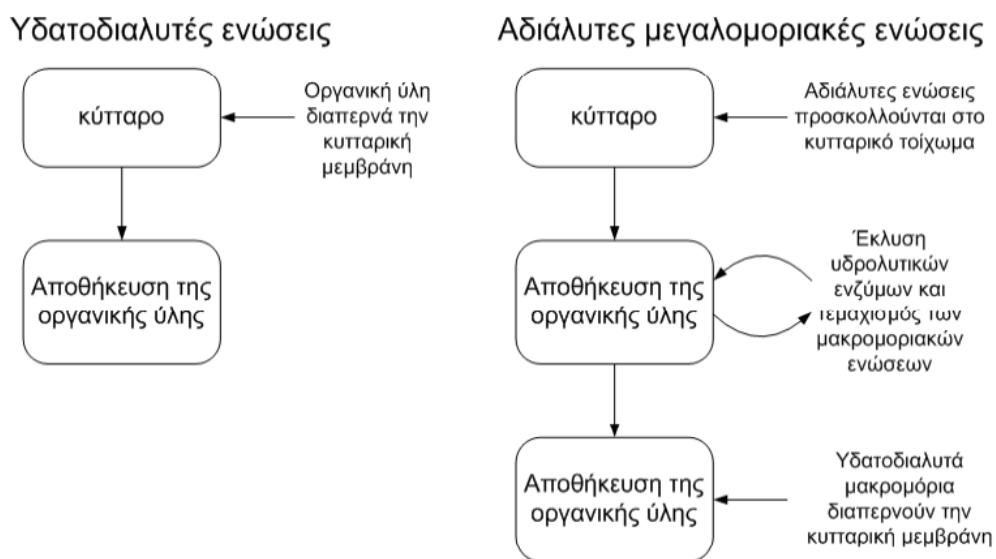 Υδατοδιαλυτές ενώσεις
κύτταρο
Οργανική ύλη
διαπερνά την
κυτταρική
μεμβράνη
Αποθήκευση της
οργανικής ύλης
Αδιάλυτες μεγαλομοριακές ενώσεις
κύτταρο
Αδιάλυτες ενώσεις
προσκολλούνται στο
κυτταρικό τοίχωμα
Αποθήκευση της
οργανικής ύλης
Έκλυση
υδρολυτικών
ενζύμων και
τεμαχισμός των
μακρομοριακών
ενώσεων
Αποθήκευση της
οργανικής ύλης
Υδατοδιαλυτά
μακρομόρια
διαπερνούν την
κυτταρική μεμβράνη